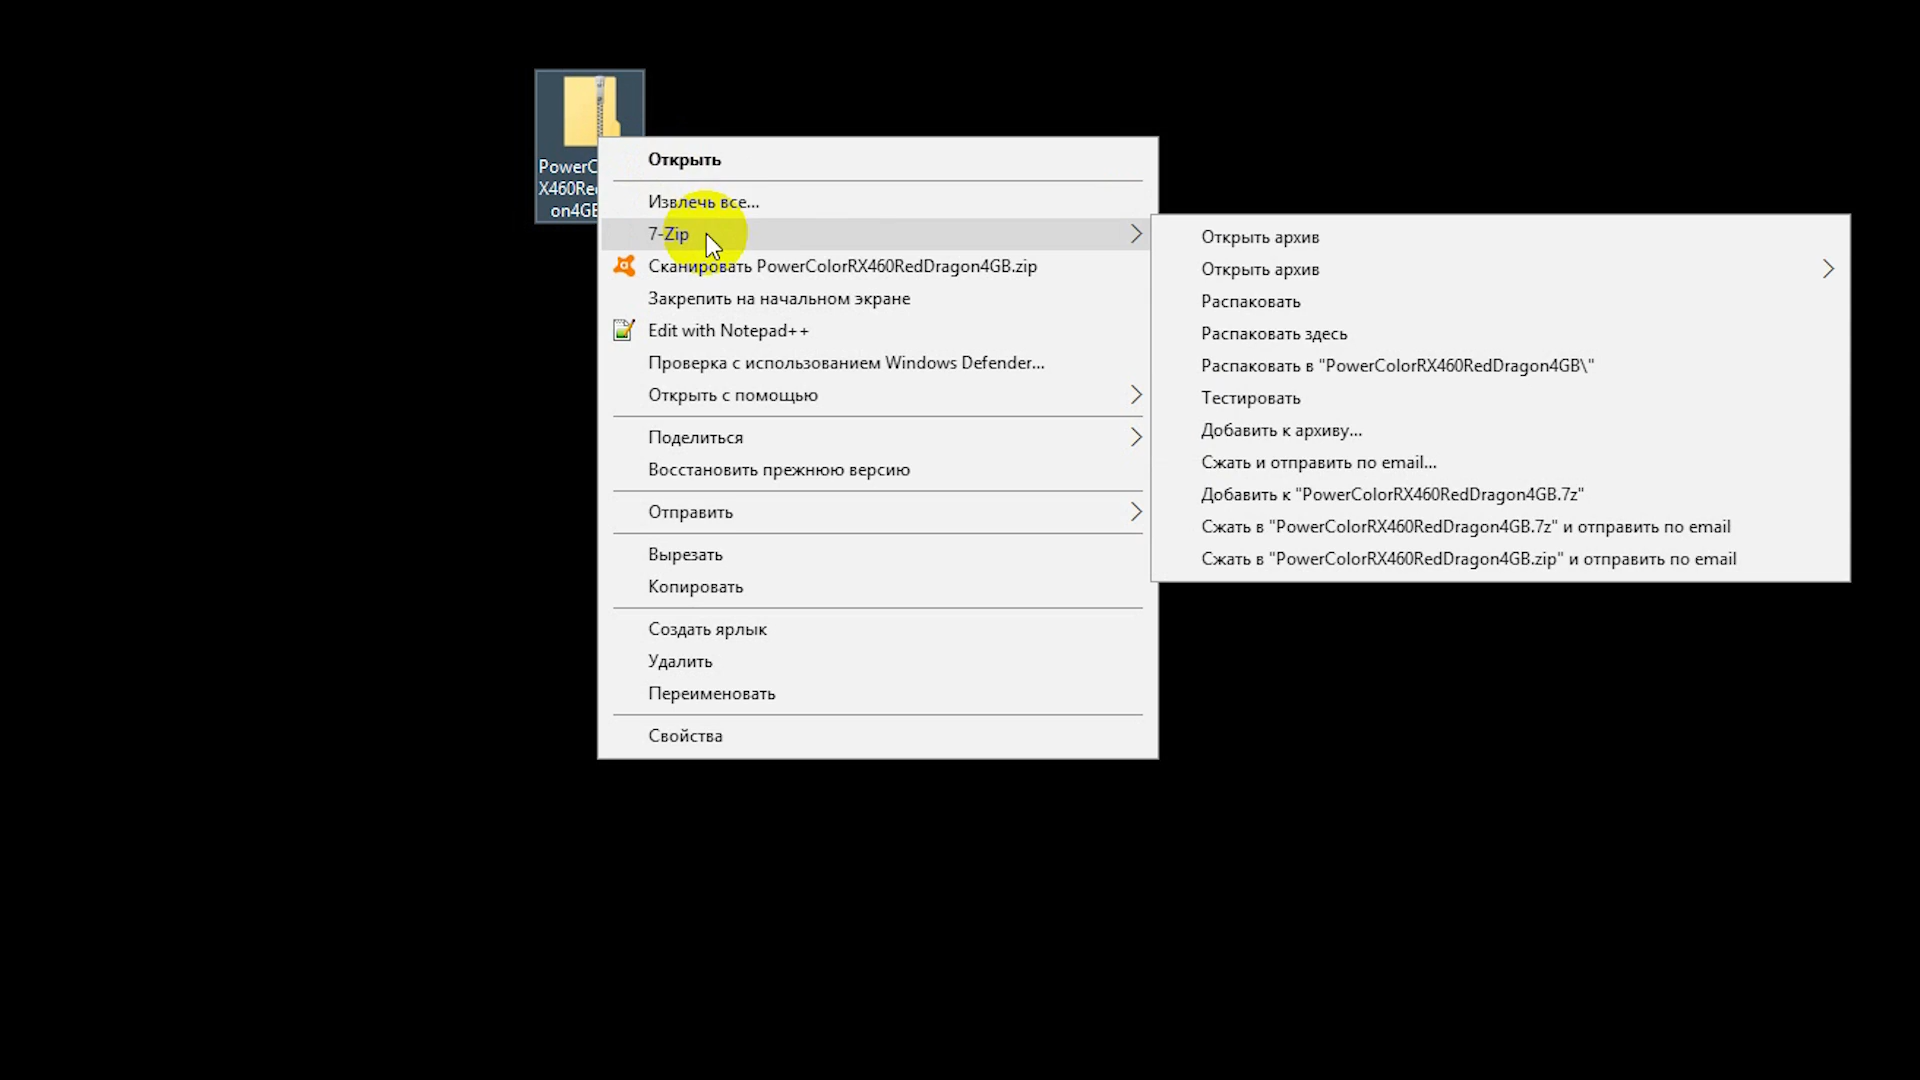 PowerC
X460Re
on4GB
Открыть
Извлечь все...
7-Zip
Сканировать PowerColorRX460RedDragon4GB.zip
Закрепить на начальном экране
Edit with Notepad++
Проверка с использованием Windows Defender...
Открыть с помощью
Поделиться
Восстановить прежнюю версию
Отправить
Вырезать
Копировать
Создать ярлык
Удалить
Переименовать
Свойства
Открыть архив
Открыть архив
Распаковать
Распаковать здесь
Распаковать в "PowerColorRX460RedDragon4GB\"
Тестировать
Добавить к архиву...
Сжать и отправить по email...
Добавить к "PowerColorRX460RedDragon4GB.7z"
Сжать в "PowerColorRX460RedDragon4GB.7z" и отправить по email
Сжать в "PowerColorRX460RedDragon4GB.zip" и отправить по email